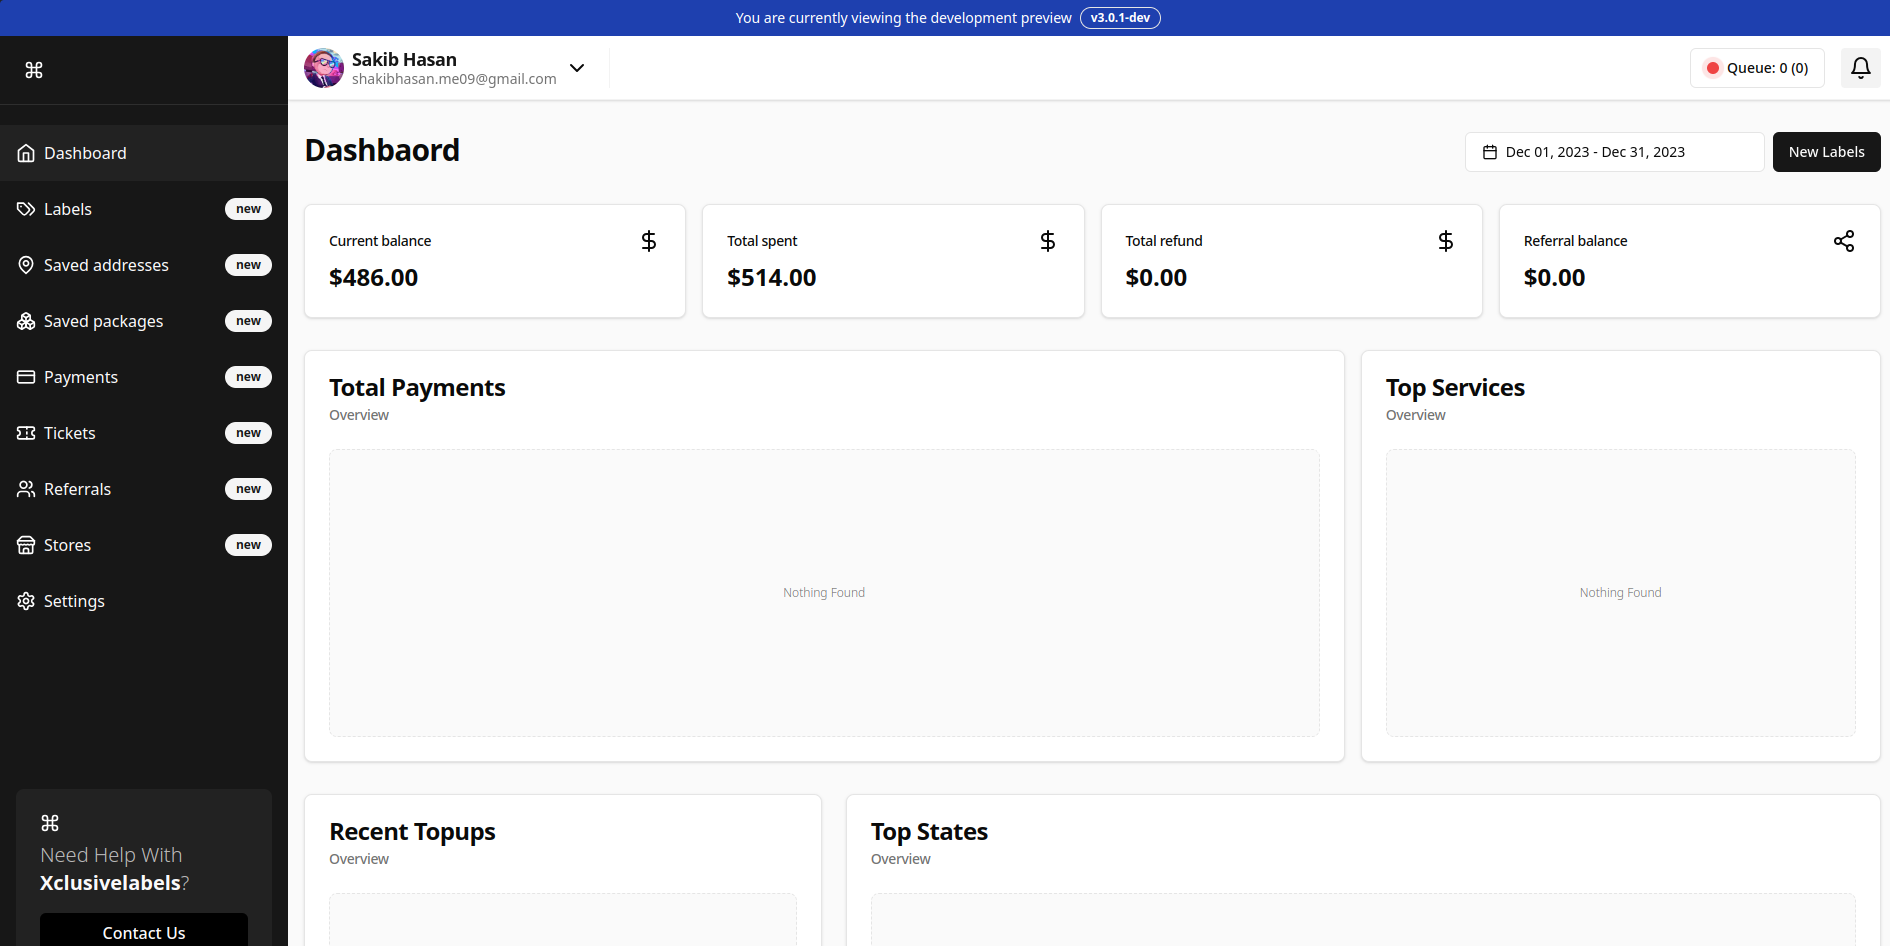 You are currently viewing the development preview v3.0.1-dev
Sakib Hasan
shakibhasan.me09@gmail.com
Queue: 0 (0)
Dashboard
Labels new
Saved addresses new
Saved packages new
Payments new
Tickets new
Referrals new
Stores new
Settings
Need Help With
Xclusivelabels?
Contact Us
Dashbaord
Dec 01, 2023 - Dec 31, 2023
New Labels
Current balance
$486.00
Total spent
$514.00
Total refund
$0.00
Referral balance
$0.00
Total Payments
Overview
Nothing Found
Top Services
Overview
Nothing Found
Recent Topups
Overview
Top States
Overview